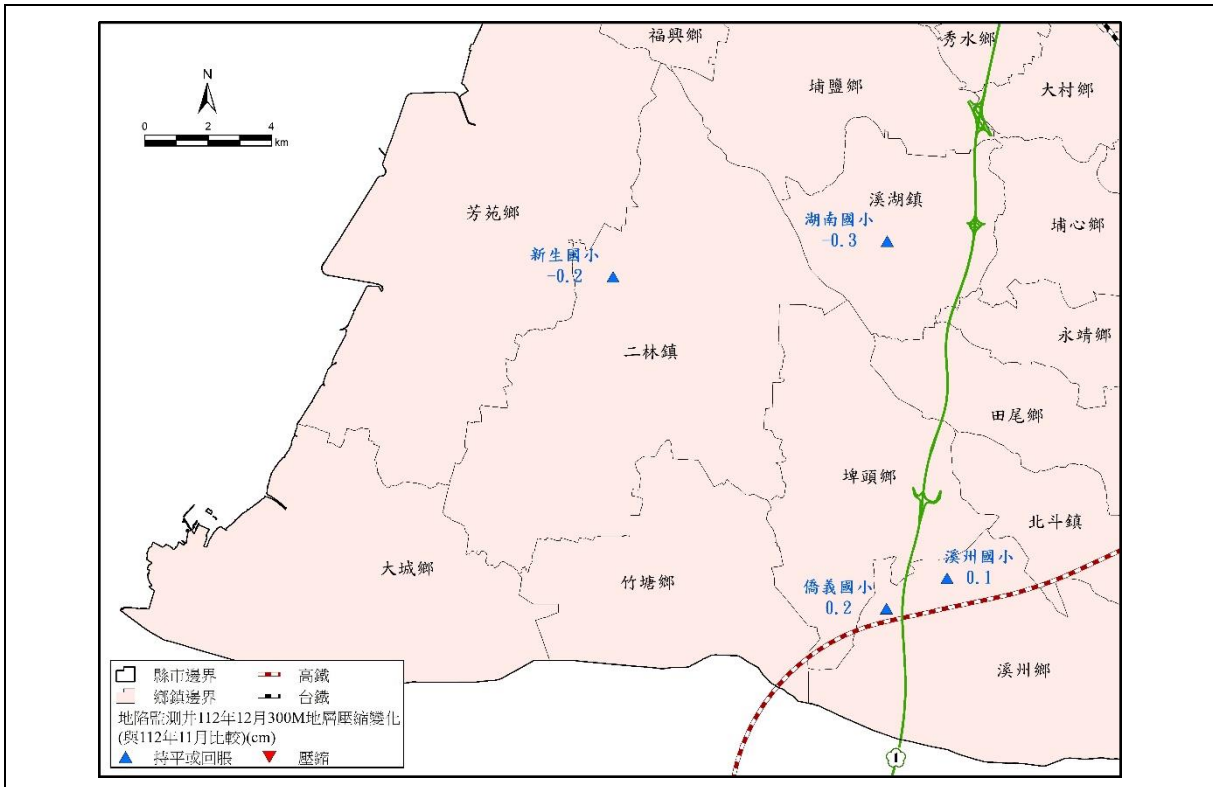 福興鄉
秀水鄉
埔鹽鄉
大村鄉
N
0 2 4
km
溪湖鎮
芳苑鄉
湖南國小
-0.3
埔心鄉
新生國小
-0.2
永靖鄉
二林鎮
田尾鄉
埤頭鄉
北斗鎮
溪州國小
0.1
大城鄉
竹塘鄉
僑義國小
0.2
溪州鄉
縣市邊界 高鐵
鄉鎮邊界 台鐵
地陷監測井112年12月300M地層壓縮變化
(與112年11月比較)(cm)
持平或回脹 壓縮
1